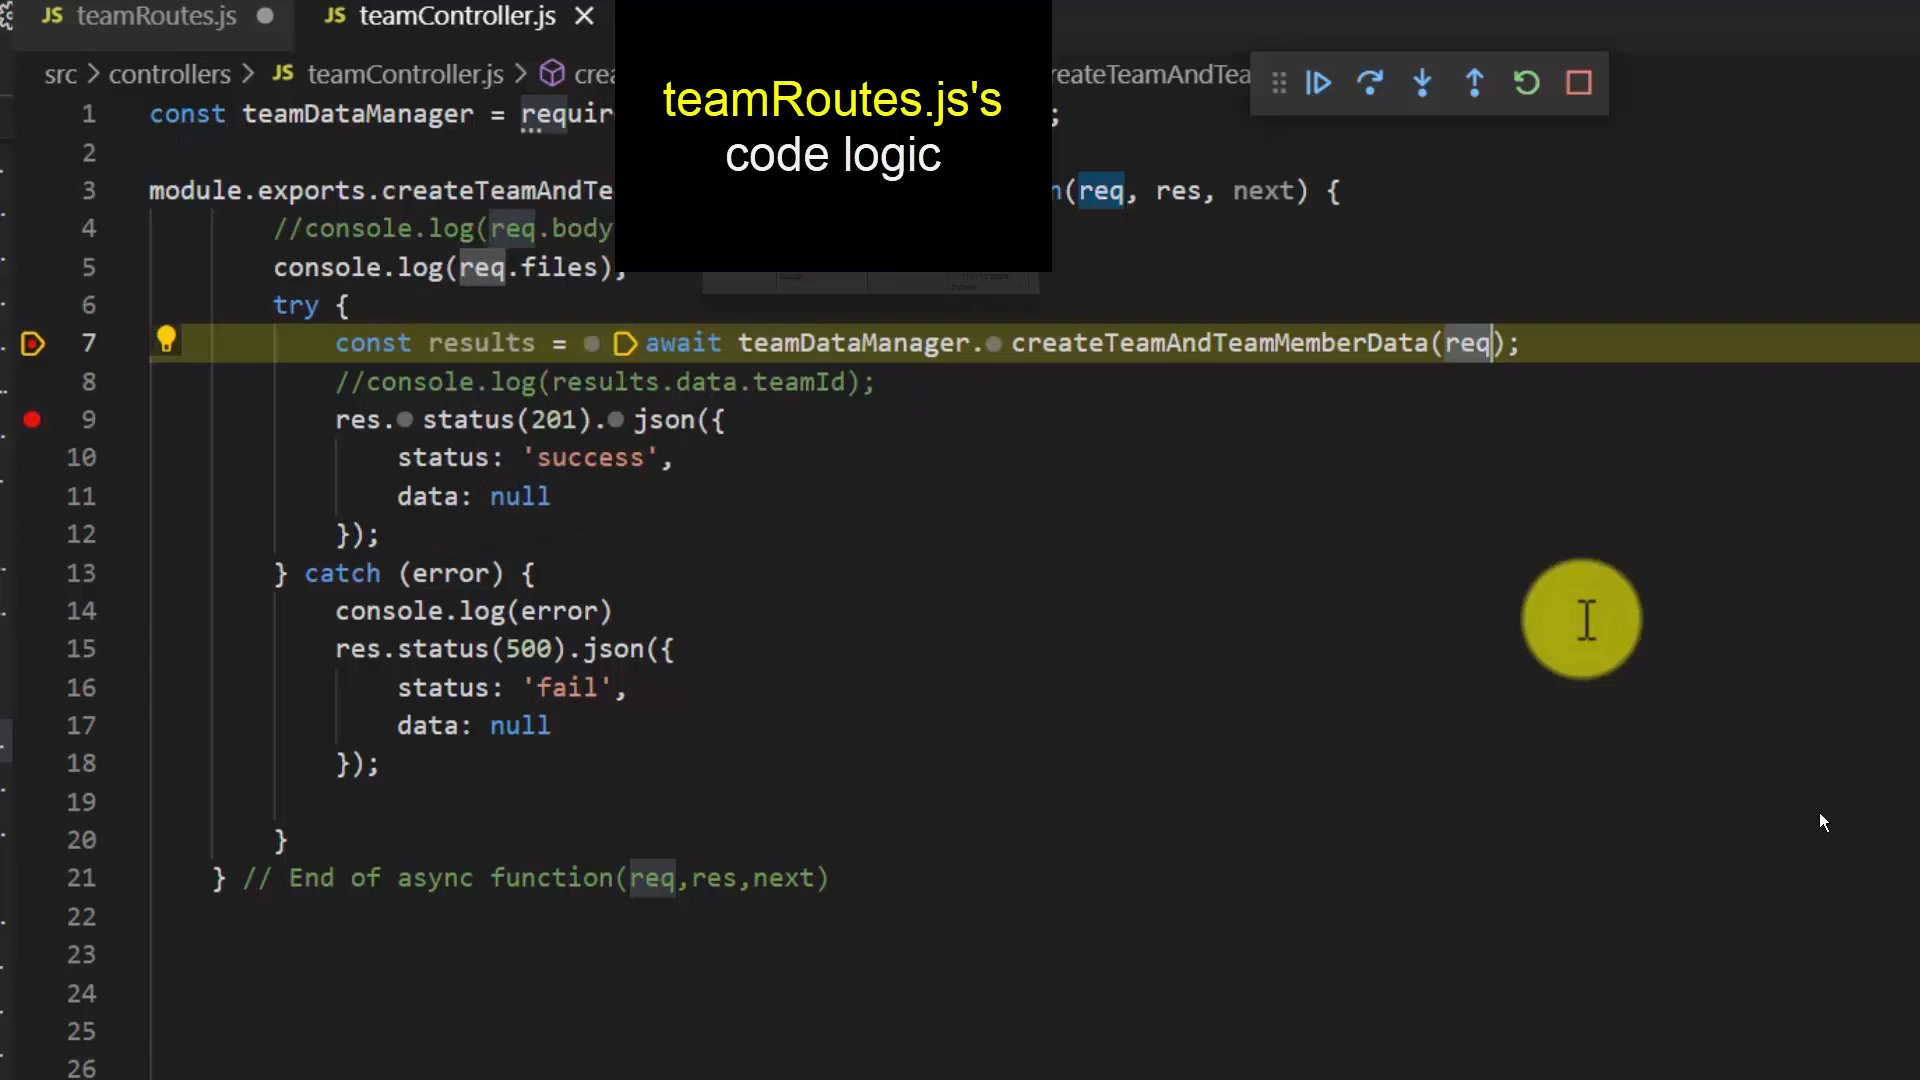 JS teamRoutes.js
JS teamController.js
src > controllers > JS teamController.js > cre
reateTeamAndTea
teamRoutes.js's
code logic
1 const teamDataManager = requir ;
2
3 module.exports.createTeamAndTe n(req, res, next) {
4 //console.log(req.body
5 console.log(req.files);
6 try {
7 const results = await teamDataManager.createTeamAndTeamMemberData(req);
8 //console.log(results.data.teamId);
9 res.status(201).json({
10 status: 'success',
11 data: null
12 });
13 } catch (error) {
14 console.log(error)
15 res.status(500).json({
16 status: 'fail',
17 data: null
18 });
19
20 }
21 } // End of async function(req,res,next)
22
23
24
25
26